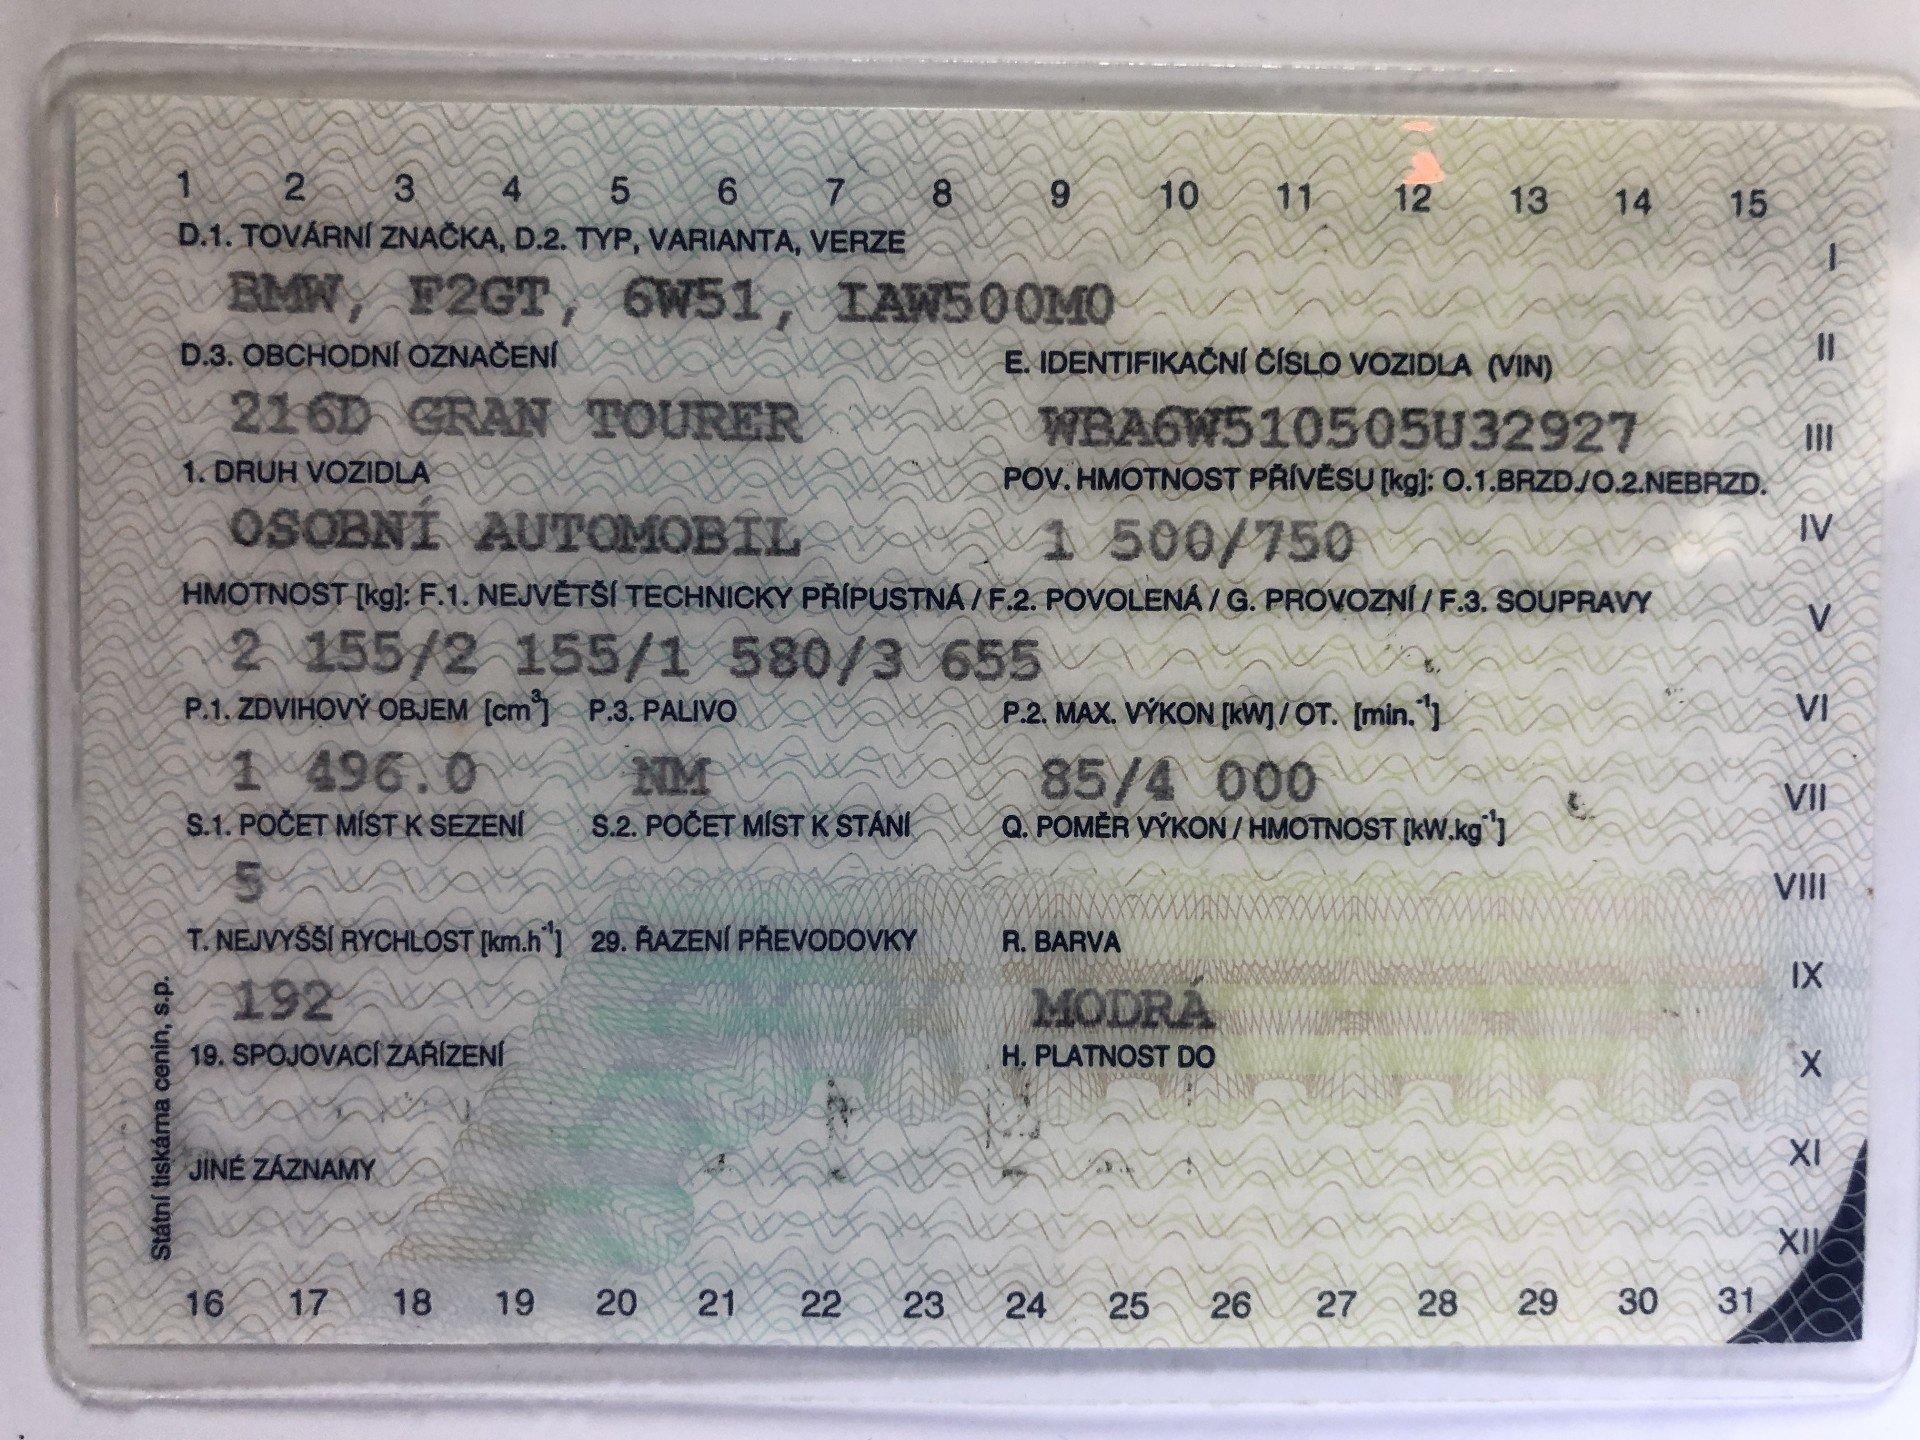 1 2 3 4 5 6 7 8 9 10 11 12 13 14 15
D.1. TOVÁRNÍ ZNAČKA, D.2. TYP, VARIANTA, VERZE
I
BMW, F2GT, 6W51, IAW500M0
II
D.3. OBCHODNÍ OZNAČENÍ E. IDENTIFIKAČNÍ ČÍSLO VOZIDLA (VIN)
216D GRAN TOURER WBA6W510505U32927
III
1. DRUH VOZIDLA POV. HMOTNOST PŘÍVĚSU [kg]: O.1.BRZD./O.2.NEBRZD.
OSOBNÍ AUTOMOBIL 1 500/750
IV
HMOTNOST [kg]: F.1. NEJVĚTŠÍ TECHNICKY PŘÍPUSTNÁ / F.2. POVOLENÁ / G. PROVOZNÍ / F.3. SOUPRAVY
V
2 155/2 155/1 580/3 655
P.1. ZDVIHOVÝ OBJEM [cm³] P.3. PALIVO P.2. MAX. VÝKON [kW] / OT. [min.⁻¹]
VI
1 496.0 NM 85/4 000
VII
S.1. POČET MÍST K SEZENÍ S.2. POČET MÍST K STÁNÍ Q. POMĚR VÝKON / HMOTNOST [kW.kg⁻¹]
5
VIII
T. NEJVYŠŠÍ RYCHLOST [km.h⁻¹] 29. ŘAZENÍ PŘEVODOVKY R. BARVA
IX
192 MODRÁ
19. SPOJOVACÍ ZAŘÍZENÍ H. PLATNOST DO
X
XI
JINÉ ZÁZNAMY
XII
16 17 18 19 20 21 22 23 24 25 26 27 28 29 30 31
Státní tiskárna cenin, s.p.